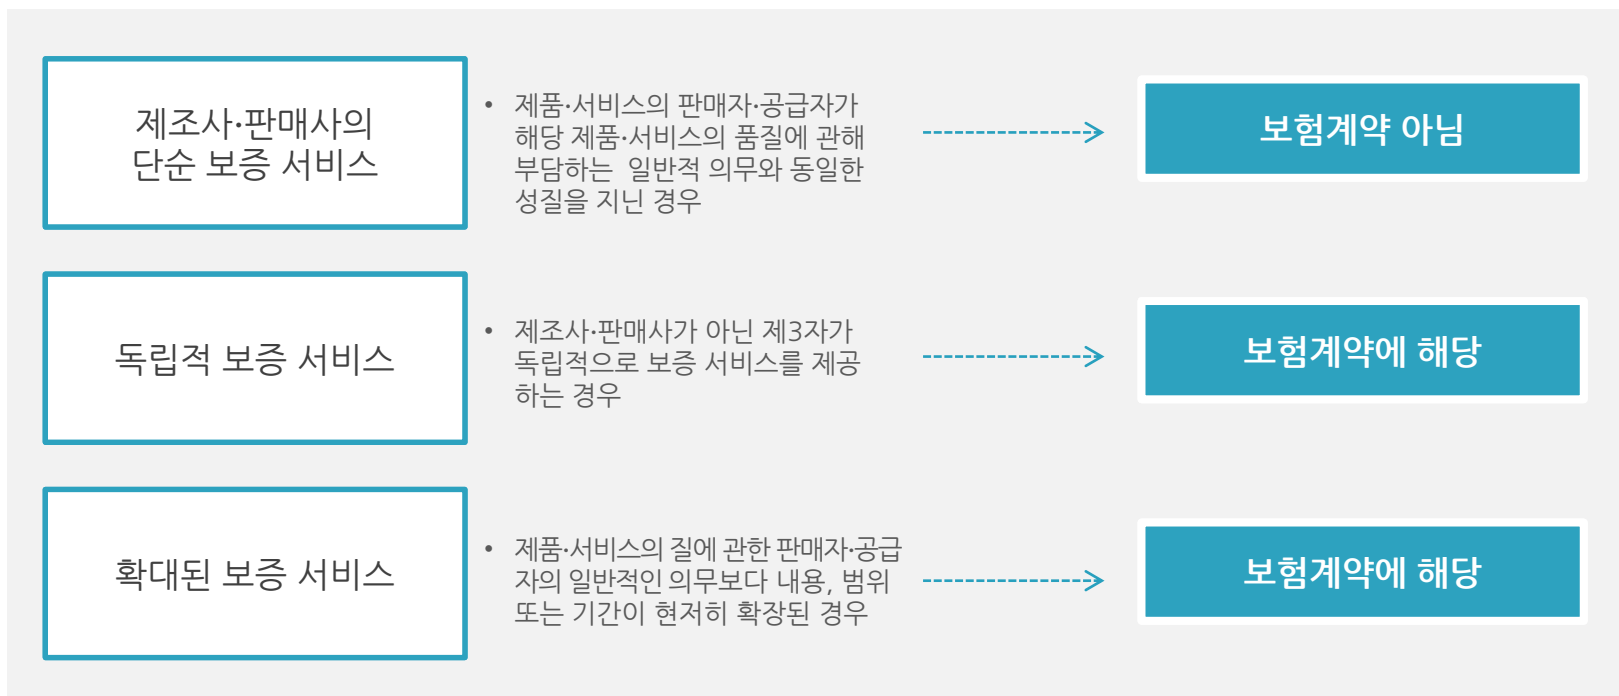 제조사·판매사의
단순 보증 서비스
• 제품·서비스의 판매자·공급자가
해당 제품·서비스의 품질에 관해
부담하는 일반적 의무와 동일한
성질을 지닌 경우
보험계약 아님
독립적 보증 서비스
• 제조사·판매사가 아닌 제3자가
독립적으로 보증 서비스를 제공
하는 경우
보험계약에 해당
확대된 보증 서비스
• 제품·서비스의 질에 관한 판매자·공급
자의 일반적인 의무보다 내용, 범위
또는 기간이 현저히 확장된 경우
보험계약에 해당